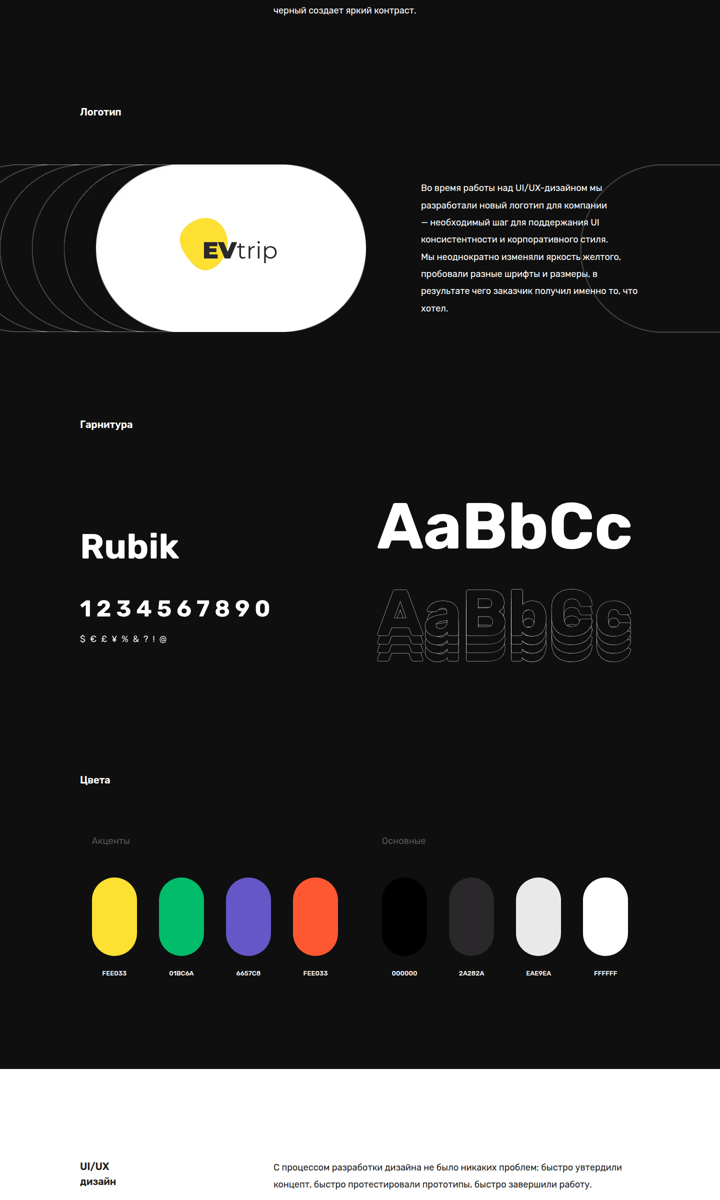 черный создает яркий контраст.
Логотип
EVtrip
Во время работы над UI/UX-дизайном мы
разработали новый логотип для компании
— необходимый шаг для поддержания UI
консистентности и корпоративного стиля.
Мы неоднократно изменяли яркость желтого,
пробовали разные шрифты и размеры, в
результате чего заказчик получил именно то, что
хотел.
Гарнитура
Rubik
1234567890
$ € £ ¥ % & ? ! @
AaBbCc
AaBbCc
Цвета
Акценты
FEE033
01BC6A
6657C8
FEE033
Основные
000000
2A282A
EAE9EA
FFFFFF
UI/UX
дизайн
С процессом разработки дизайна не было никаких проблем: быстро увтердили
концепт, быстро протестировали прототипы, быстро завершили работу.